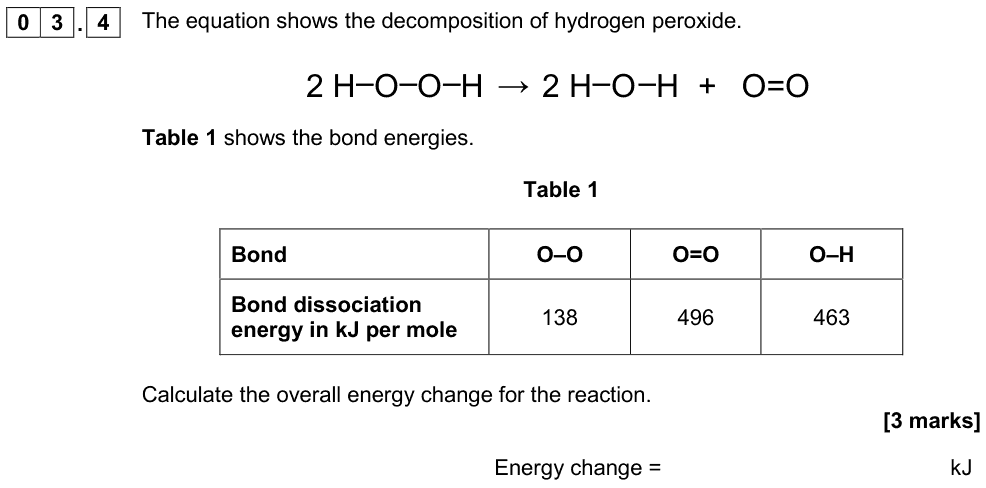 0 3 . 4 The equation shows the decomposition of hydrogen peroxide.
2 H–O–O–H → 2 H–O–H + O=O
Table 1 shows the bond energies.
Table 1
Bond O–O O=O O–H
Bond dissociation
energy in kJ per mole 138 496 463
Calculate the overall energy change for the reaction.
[3 marks]
Energy change = kJ